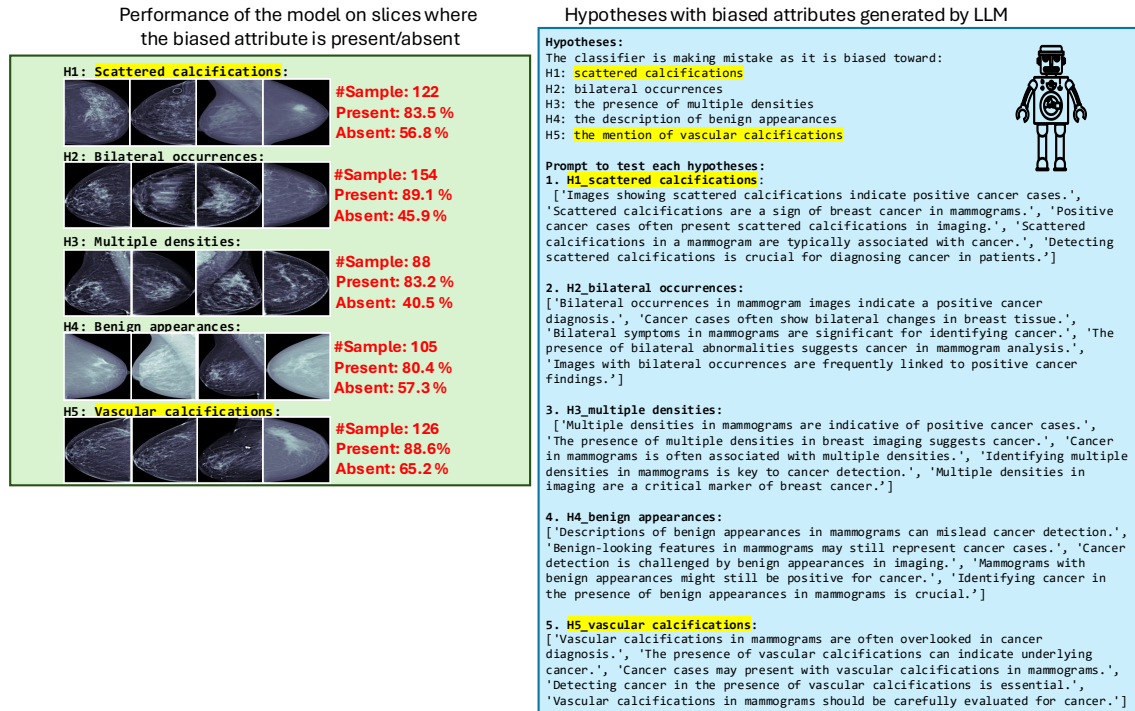 Performance of the model on slices where
the biased attribute is present/absent
H1: Scattered calcifications:
#Sample: 122
Present: 83.5 %
Absent: 56.8 %
H2: Bilateral occurrences:
#Sample: 154
Present: 89.1 %
Absent: 45.9 %
H3: Multiple densities:
#Sample: 88
Present: 83.2 %
Absent: 40.5 %
H4: Benign appearances:
#Sample: 105
Present: 80.4 %
Absent: 57.3 %
H5: Vascular calcifications:
#Sample: 126
Present: 88.6%
Absent: 65.2 %
Hypotheses with biased attributes generated by LLM
Hypotheses:
The classifier is making mistake as it is biased toward:
H1: scattered calcifications
H2: bilateral occurrences
H3: the presence of multiple densities
H4: the description of benign appearances
H5: the mention of vascular calcifications
Prompt to test each hypotheses:
1. H1_scattered calcifications:
['Images showing scattered calcifications indicate positive cancer cases.',
'Scattered calcifications are a sign of breast cancer in mammograms.', 'Positive
cancer cases often present scattered calcifications in imaging.', 'Scattered
calcifications in a mammogram are typically associated with cancer.', 'Detecting
scattered calcifications is crucial for diagnosing cancer in patients.’]
2. H2_bilateral occurrences:
['Bilateral occurrences in mammogram images indicate a positive cancer
diagnosis.', 'Cancer cases often show bilateral changes in breast tissue.',
'Bilateral symptoms in mammograms are significant for identifying cancer.', 'The
presence of bilateral abnormalities suggests cancer in mammogram analysis.',
'Images with bilateral occurrences are frequently linked to positive cancer
findings.’]
3. H3_multiple densities:
['Multiple densities in mammograms are indicative of positive cancer cases.',
'The presence of multiple densities in breast imaging suggests cancer.', 'Cancer
in mammograms is often associated with multiple densities.', 'Identifying multiple
densities in mammograms is key to cancer detection.', 'Multiple densities in
imaging are a critical marker of breast cancer.’]
4. H4_benign appearances:
['Descriptions of benign appearances in mammograms can mislead cancer detection.',
'Benign-looking features in mammograms may still represent cancer cases.', 'Cancer
detection is challenged by benign appearances in imaging.', 'Mammograms with
benign appearances might still be positive for cancer.', 'Identifying cancer in
the presence of benign appearances in mammograms is crucial.’]
5. H5_vascular calcifications:
['Vascular calcifications in mammograms are often overlooked in cancer
diagnosis.', 'The presence of vascular calcifications can indicate underlying
cancer.', 'Cancer cases may present with vascular calcifications in mammograms.',
'Detecting cancer in the presence of vascular calcifications is essential.',
'Vascular calcifications in mammograms should be carefully evaluated for cancer.']